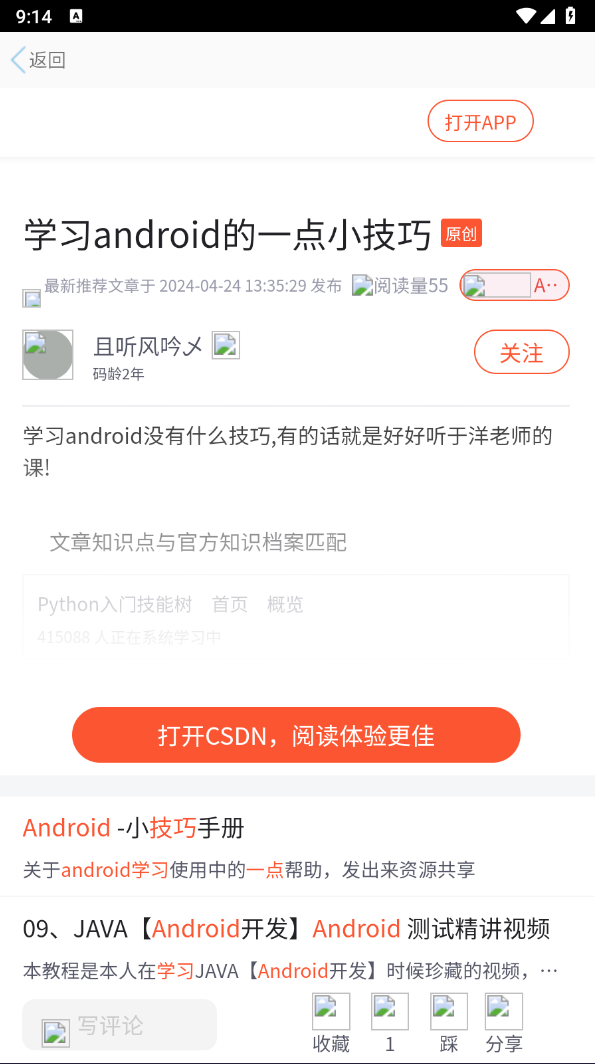 9:14
返回
打开APP
学习android的一点小技巧 原创
最新推荐文章于 2024-04-24 13:35:29 发布 阅读量55 A··
且听风吟乄
码龄2年
关注
学习android没有什么技巧,有的话就是好好听于洋老师的
课!
文章知识点与官方知识档案匹配
Python入门技能树 首页 概览
415088 人正在系统学习中
打开CSDN，阅读体验更佳
Android -小技巧手册
关于android学习使用中的一点帮助，发出来资源共享
09、JAVA【Android开发】Android 测试精讲视频
本教程是本人在学习JAVA【Android开发】时候珍藏的视频，…
写评论
收藏 1 踩 分享